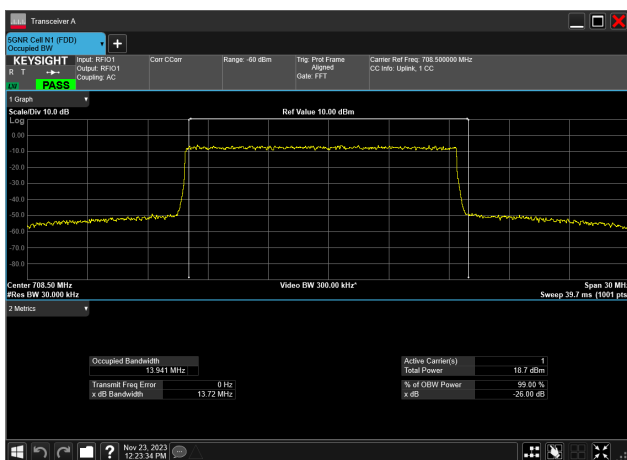 Transceiver A
5GNR Cell N1 (FDD)
Occupied BW
KEYSIGHT
R T
LNI
PASS
Input: RFIO1
Output: RFIO1
Coupling: AC
Corr CCorr
Range: -60 dBm
Trig: Prot Frame
Aligned
Gate: FFT
Carrier Ref Freq: 708.500000 MHz
CC Info: Uplink, 1 CC
1 Graph
Scale/Div 10.0 dB
Ref Value 10.00 dBm
Log
0.00
-10.0
-20.0
-30.0
-40.0
-50.0
-60.0
-70.0
-80.0
Center 708.50 MHz
Video BW 300.00 kHz*
Span 30 MHz
#Res BW 30.000 kHz
Sweep 39.7 ms (1001 pts
2 Metrics
Occupied Bandwidth
13.941 MHz
Active Carrier(s) 1
Total Power 18.7 dBm
Transmit Freq Error 0 Hz
x dB Bandwidth 13.72 MHz
% of OBW Power 99.00 %
x dB -26.00 dB
Nov 23, 2023
12:23:34 PM